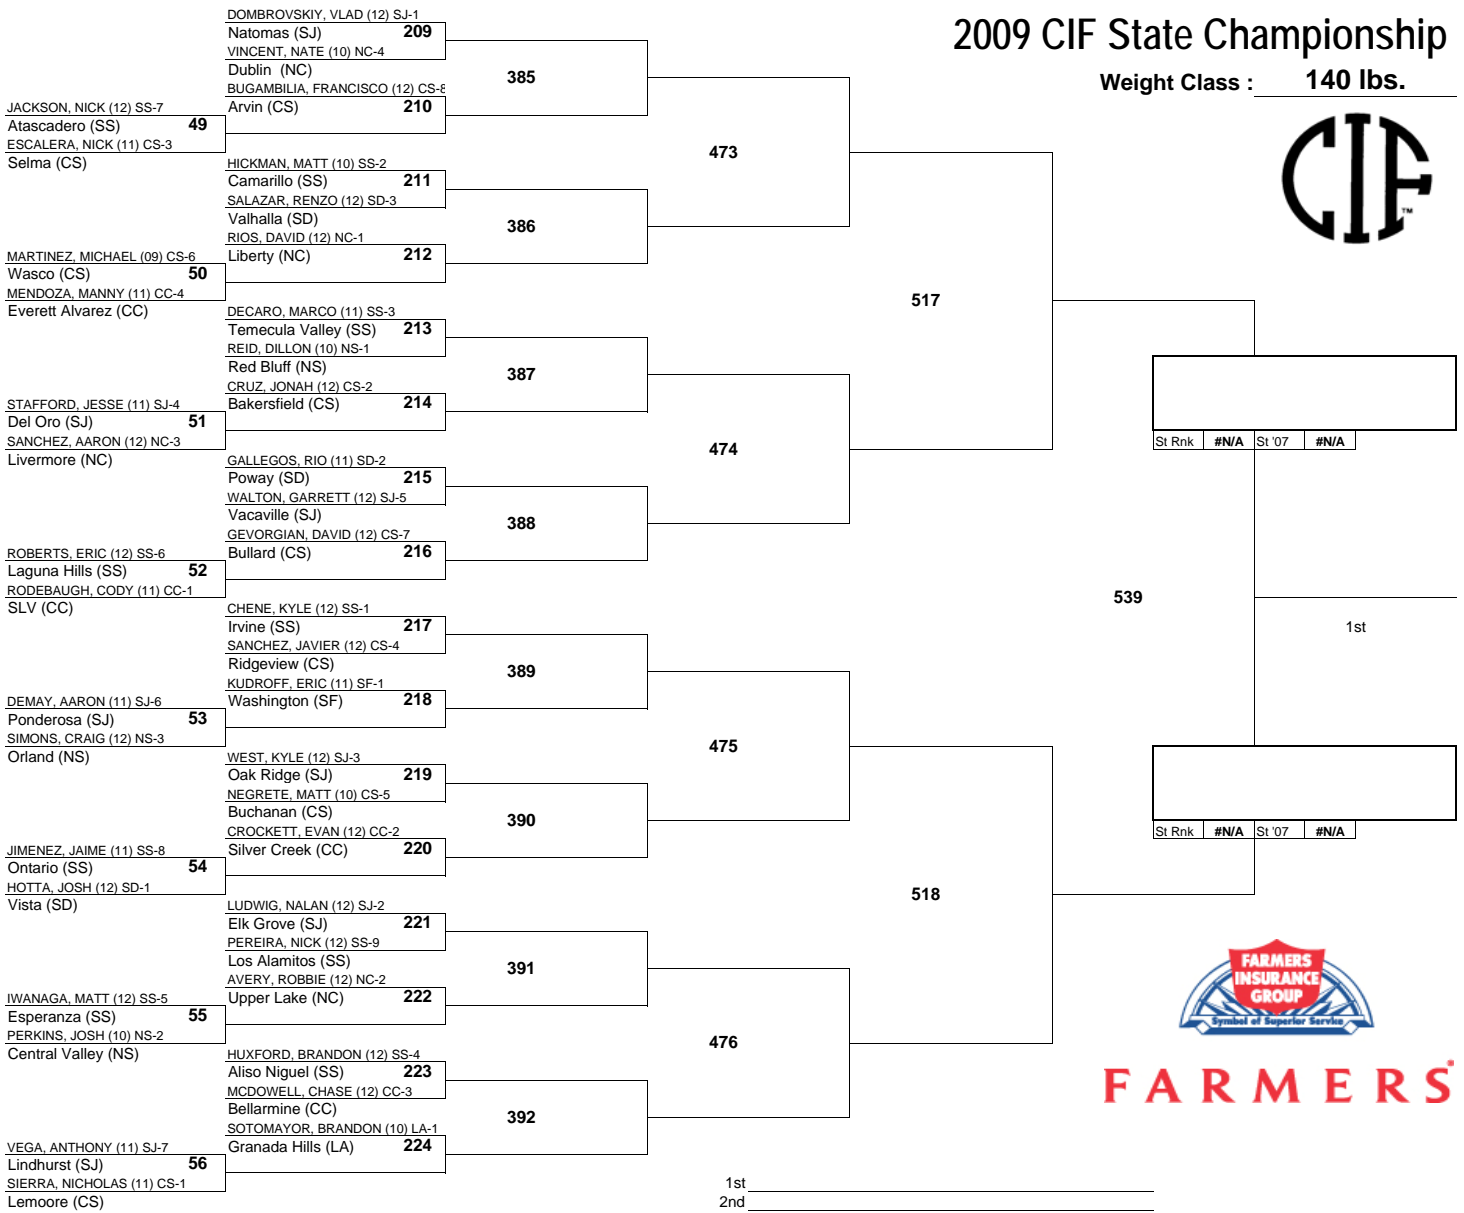 2009 CIF State Championship
Weight Class : 140 lbs.
CIF ™
DOMBROVSKIY, VLAD (12) SJ-1
Natomas (SJ) 209
VINCENT, NATE (10) NC-4
Dublin (NC)
385
BUGAMBILIA, FRANCISCO (12) CS-8
Arvin (CS) 210
JACKSON, NICK (12) SS-7
Atascadero (SS) 49
ESCALERA, NICK (11) CS-3
Selma (CS)
473
HICKMAN, MATT (10) SS-2
Camarillo (SS) 211
SALAZAR, RENZO (12) SD-3
Valhalla (SD)
386
RIOS, DAVID (12) NC-1
Liberty (NC) 212
MARTINEZ, MICHAEL (09) CS-6
Wasco (CS) 50
MENDOZA, MANNY (11) CC-4
Everett Alvarez (CC)
517
DECARO, MARCO (11) SS-3
Temecula Valley (SS) 213
REID, DILLON (10) NS-1
Red Bluff (NS)
387
CRUZ, JONAH (12) CS-2
Bakersfield (CS) 214
STAFFORD, JESSE (11) SJ-4
Del Oro (SJ) 51
SANCHEZ, AARON (12) NC-3
Livermore (NC)
474
St Rnk #N/A St '07 #N/A
GALLEGOS, RIO (11) SD-2
Poway (SD) 215
WALTON, GARRETT (12) SJ-5
Vacaville (SJ)
388
GEVORGIAN, DAVID (12) CS-7
Bullard (CS) 216
ROBERTS, ERIC (12) SS-6
Laguna Hills (SS) 52
RODEBAUGH, CODY (11) CC-1
SLV (CC)
539
1st
CHENE, KYLE (12) SS-1
Irvine (SS) 217
SANCHEZ, JAVIER (12) CS-4
Ridgeview (CS)
389
KUDROFF, ERIC (11) SF-1
Washington (SF) 218
DEMAY, AARON (11) SJ-6
Ponderosa (SJ) 53
SIMONS, CRAIG (12) NS-3
Orland (NS)
475
WEST, KYLE (12) SJ-3
Oak Ridge (SJ) 219
NEGRETE, MATT (10) CS-5
Buchanan (CS)
390
CROCKETT, EVAN (12) CC-2
Silver Creek (CC) 220
St Rnk #N/A St '07 #N/A
JIMENEZ, JAIME (11) SS-8
Ontario (SS) 54
HOTTA, JOSH (12) SD-1
Vista (SD)
518
LUDWIG, NALAN (12) SJ-2
Elk Grove (SJ) 221
PEREIRA, NICK (12) SS-9
Los Alamitos (SS)
391
AVERY, ROBBIE (12) NC-2
Upper Lake (NC) 222
IWANAGA, MATT (12) SS-5
Esperanza (SS) 55
PERKINS, JOSH (10) NS-2
Central Valley (NS)
476
HUXFORD, BRANDON (12) SS-4
Aliso Niguel (SS) 223
MCDOWELL, CHASE (12) CC-3
Bellarmine (CC)
392
SOTOMAYOR, BRANDON (10) LA-1
Granada Hills (LA) 224
VEGA, ANTHONY (11) SJ-7
Lindhurst (SJ) 56
SIERRA, NICHOLAS (11) CS-1
Lemoore (CS)
FARMERS
INSURANCE
GROUP
Symbol of Superior Service
FARMERS
1st
2nd